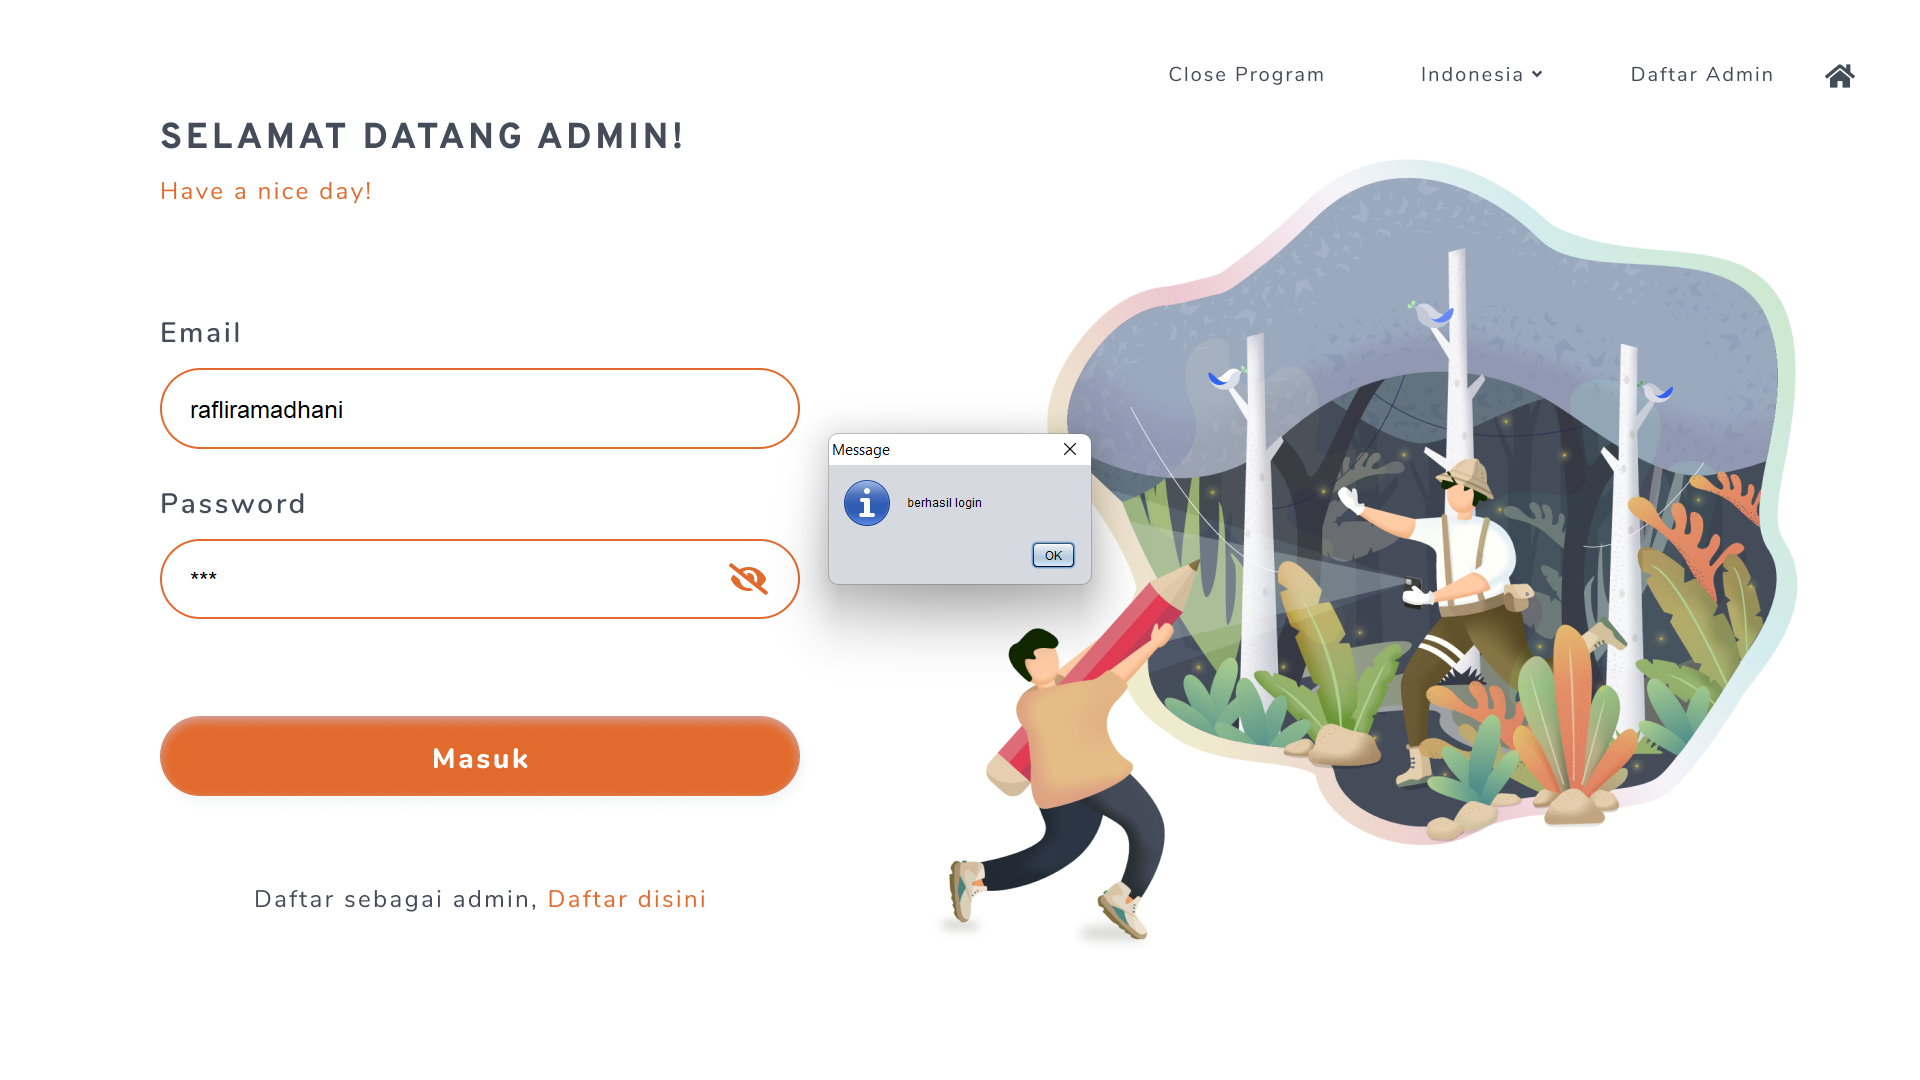 Close Program
Indonesia
Daftar Admin
SELAMAT DATANG ADMIN!
Have a nice day!
Email
rafliramadhani
Password
***
Masuk
Daftar sebagai admin, Daftar disini
Message
berhasil login
OK